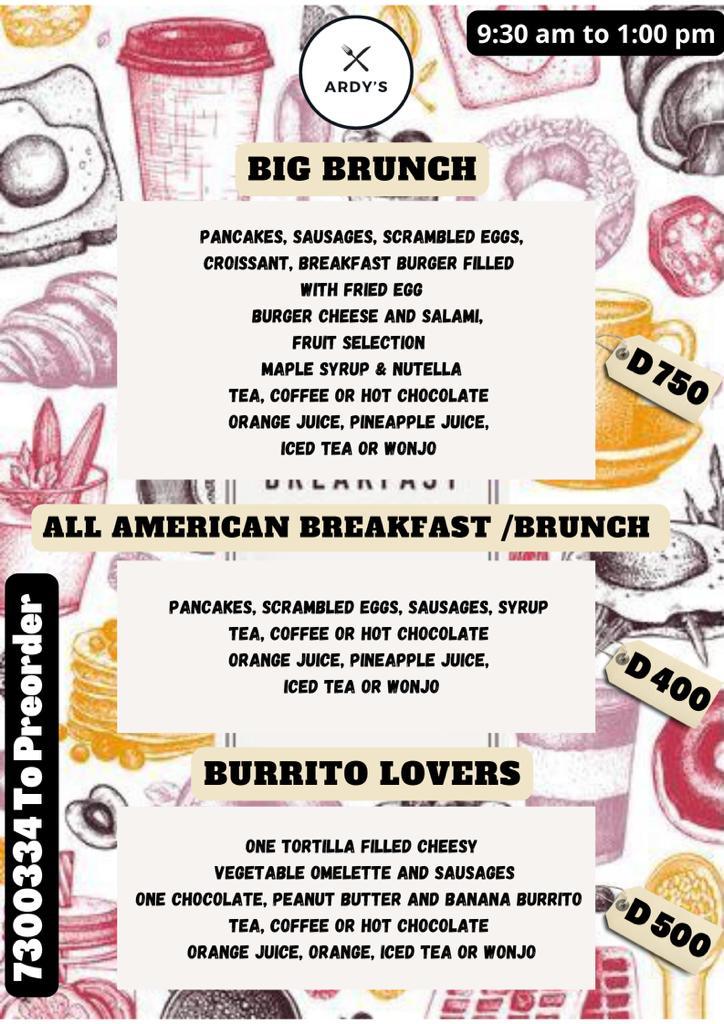 9:30 am to 1:00 pm
ARDY'S
BIG BRUNCH
PANCAKES, SAUSAGES, SCRAMBLED EGGS,
CROISSANT, BREAKFAST BURGER FILLED
WITH FRIED EGG
BURGER CHEESE AND SALAMI,
FRUIT SELECTION
MAPLE SYRUP & NUTELLA
TEA, COFFEE OR HOT CHOCOLATE
ORANGE JUICE, PINEAPPLE JUICE,
ICED TEA OR WONJO
D 750
BREAKFAST
ALL AMERICAN BREAKFAST /BRUNCH
PANCAKES, SCRAMBLED EGGS, SAUSAGES, SYRUP
TEA, COFFEE OR HOT CHOCOLATE
ORANGE JUICE, PINEAPPLE JUICE,
ICED TEA OR WONJO
D 400
BURRITO LOVERS
ONE TORTILLA FILLED CHEESY
VEGETABLE OMELETTE AND SAUSAGES
ONE CHOCOLATE, PEANUT BUTTER AND BANANA BURRITO
TEA, COFFEE OR HOT CHOCOLATE
ORANGE JUICE, ORANGE, ICED TEA OR WONJO
D 500
7300334 To Preorder